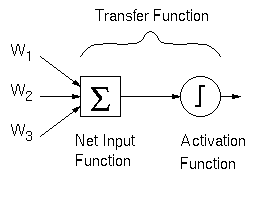 Transfer Function
W1
W2
W3
Σ
Net Input
Function
Activation
Function